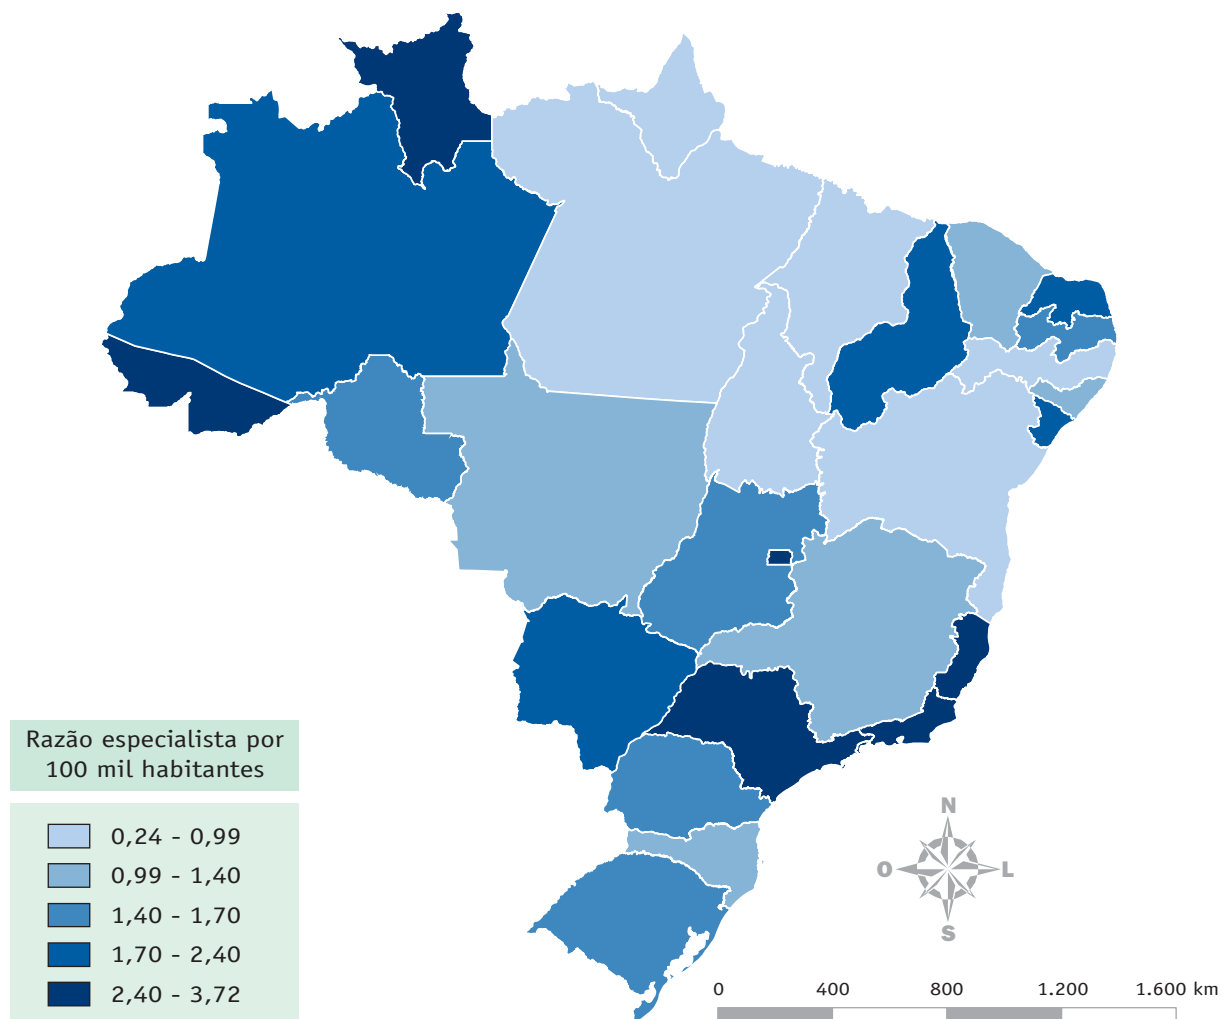 Razão especialista por
100 mil habitantes
0,24 - 0,99
0,99 - 1,40
1,40 - 1,70
1,70 - 2,40
2,40 - 3,72
N
O
L
S
0 400 800 1.200 1.600 km